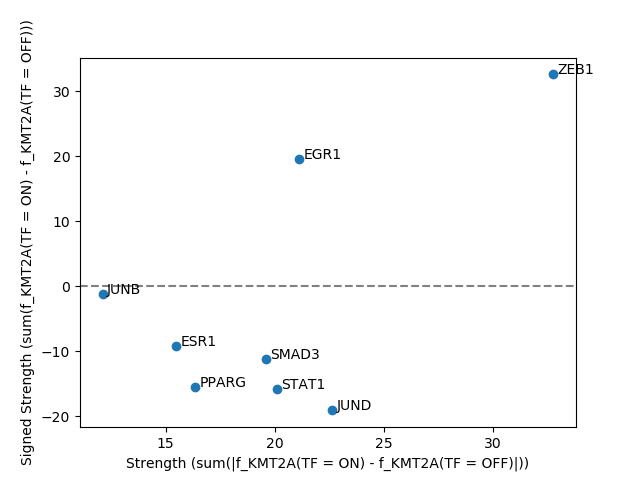 Signed Strength (sum(f_KMT2A(TF = ON) - f_KMT2A(TF = OFF)))
30
20
10
0
−10
−20
ZEB1
EGR1
JUNB
ESR1
SMAD3
PPARG
STAT1
JUND
15
20
25
30
Strength (sum(|f_KMT2A(TF = ON) - f_KMT2A(TF = OFF)|))